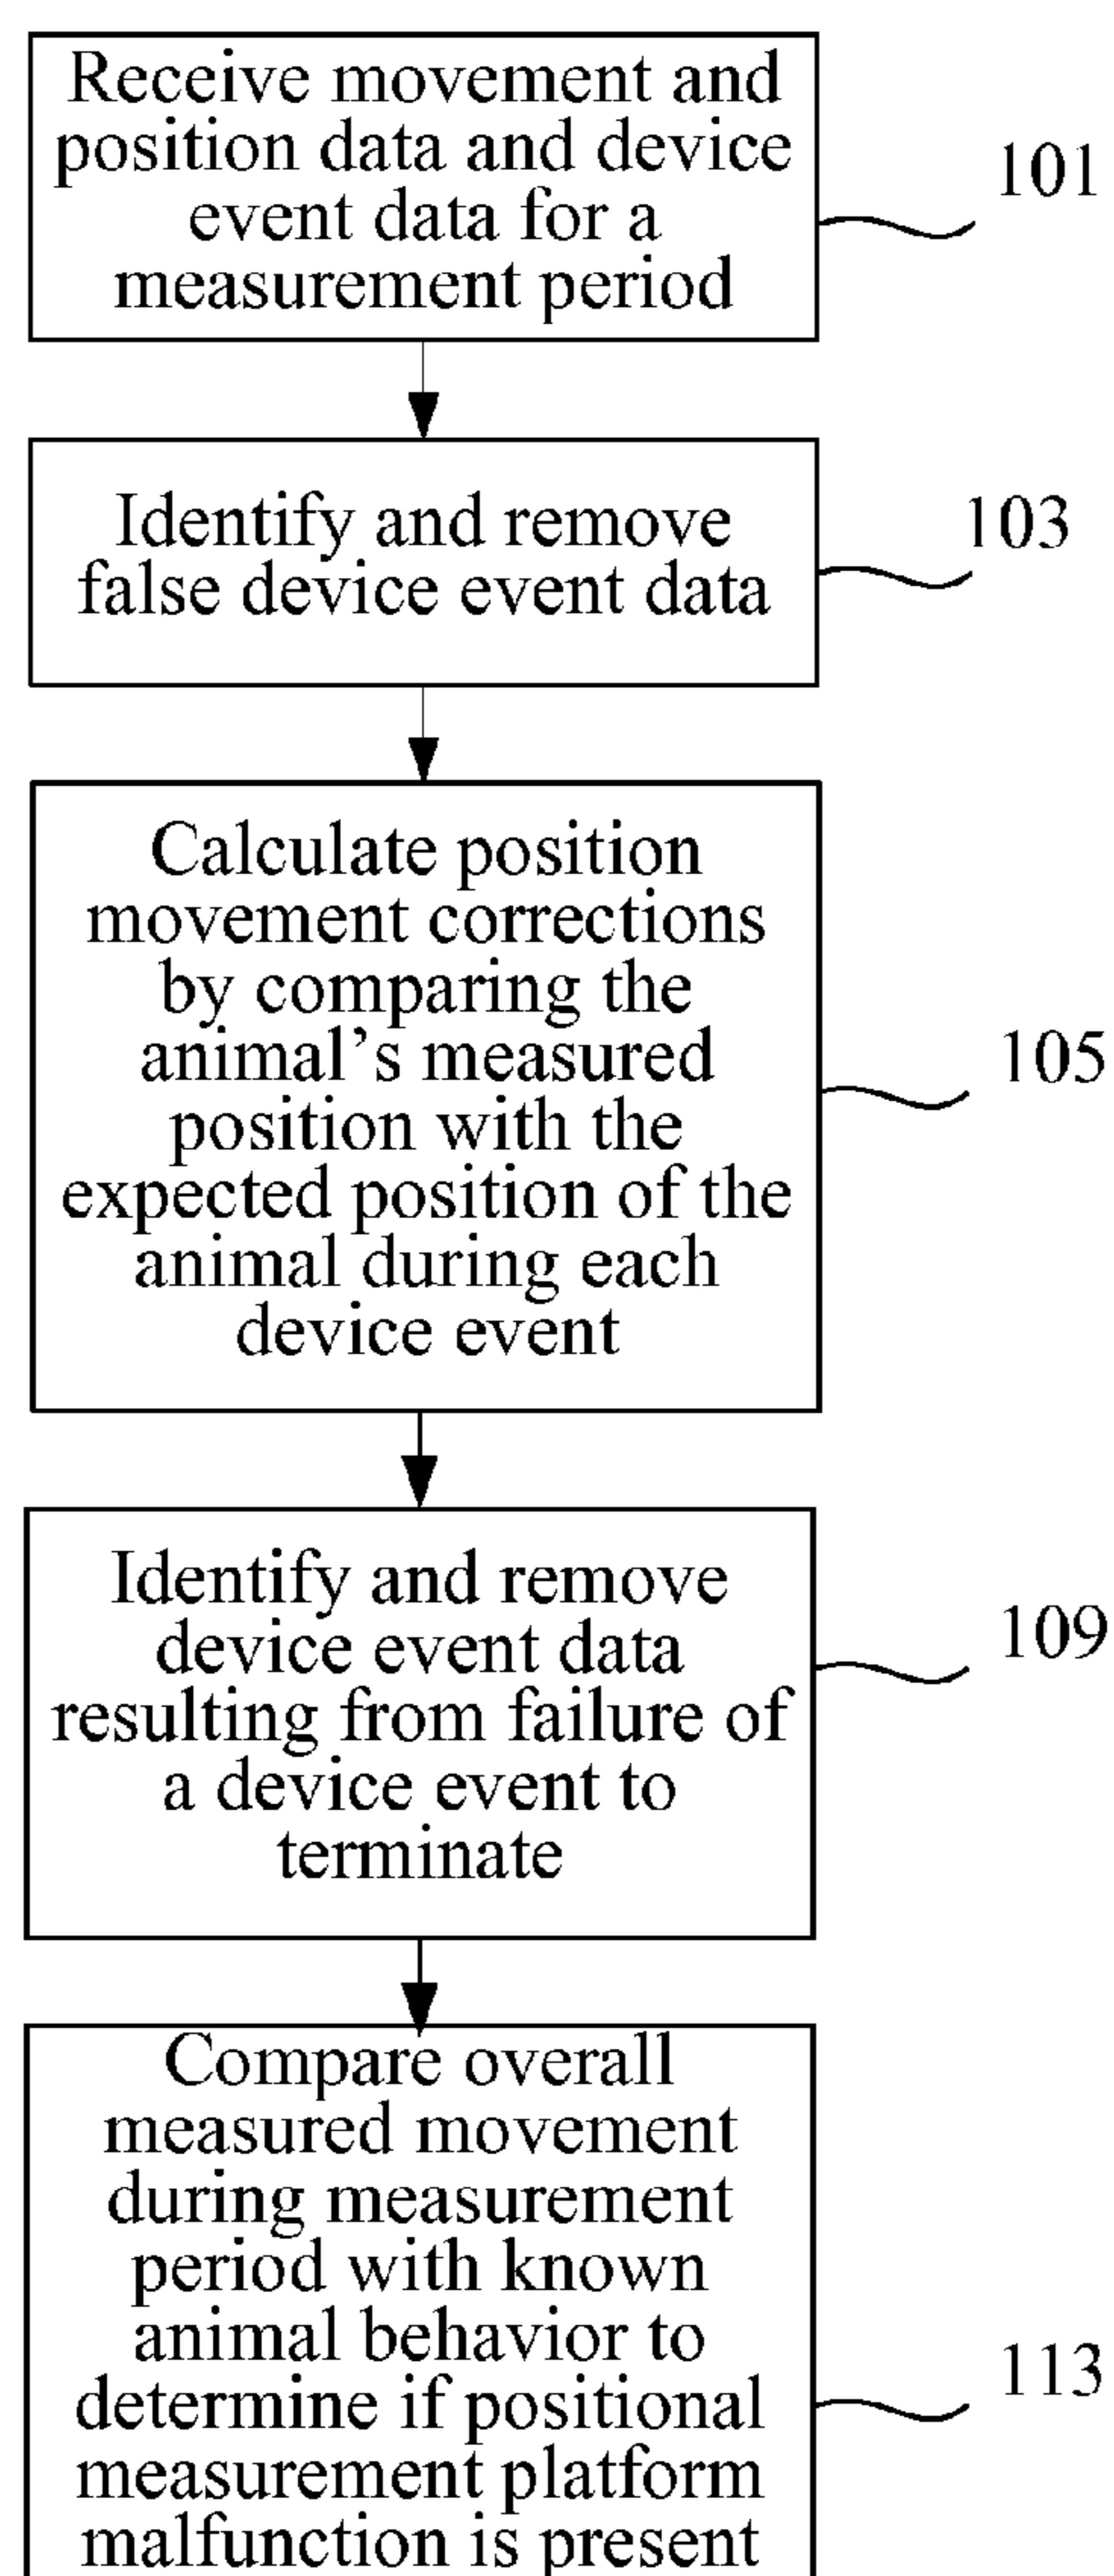 Receive movement and
position data and device
event data for a
measurement period
101
Identify and remove
false device event data
103
Calculate position
movement corrections
by comparing the
animal’s measured
position with the
expected position of the
animal during each
device event
105
Identify and remove
device event data
resulting from failure of
a device event to
terminate
109
Compare overall
measured movement
during measurement
period with known
animal behavior to
determine if positional
measurement platform
malfunction is present
113